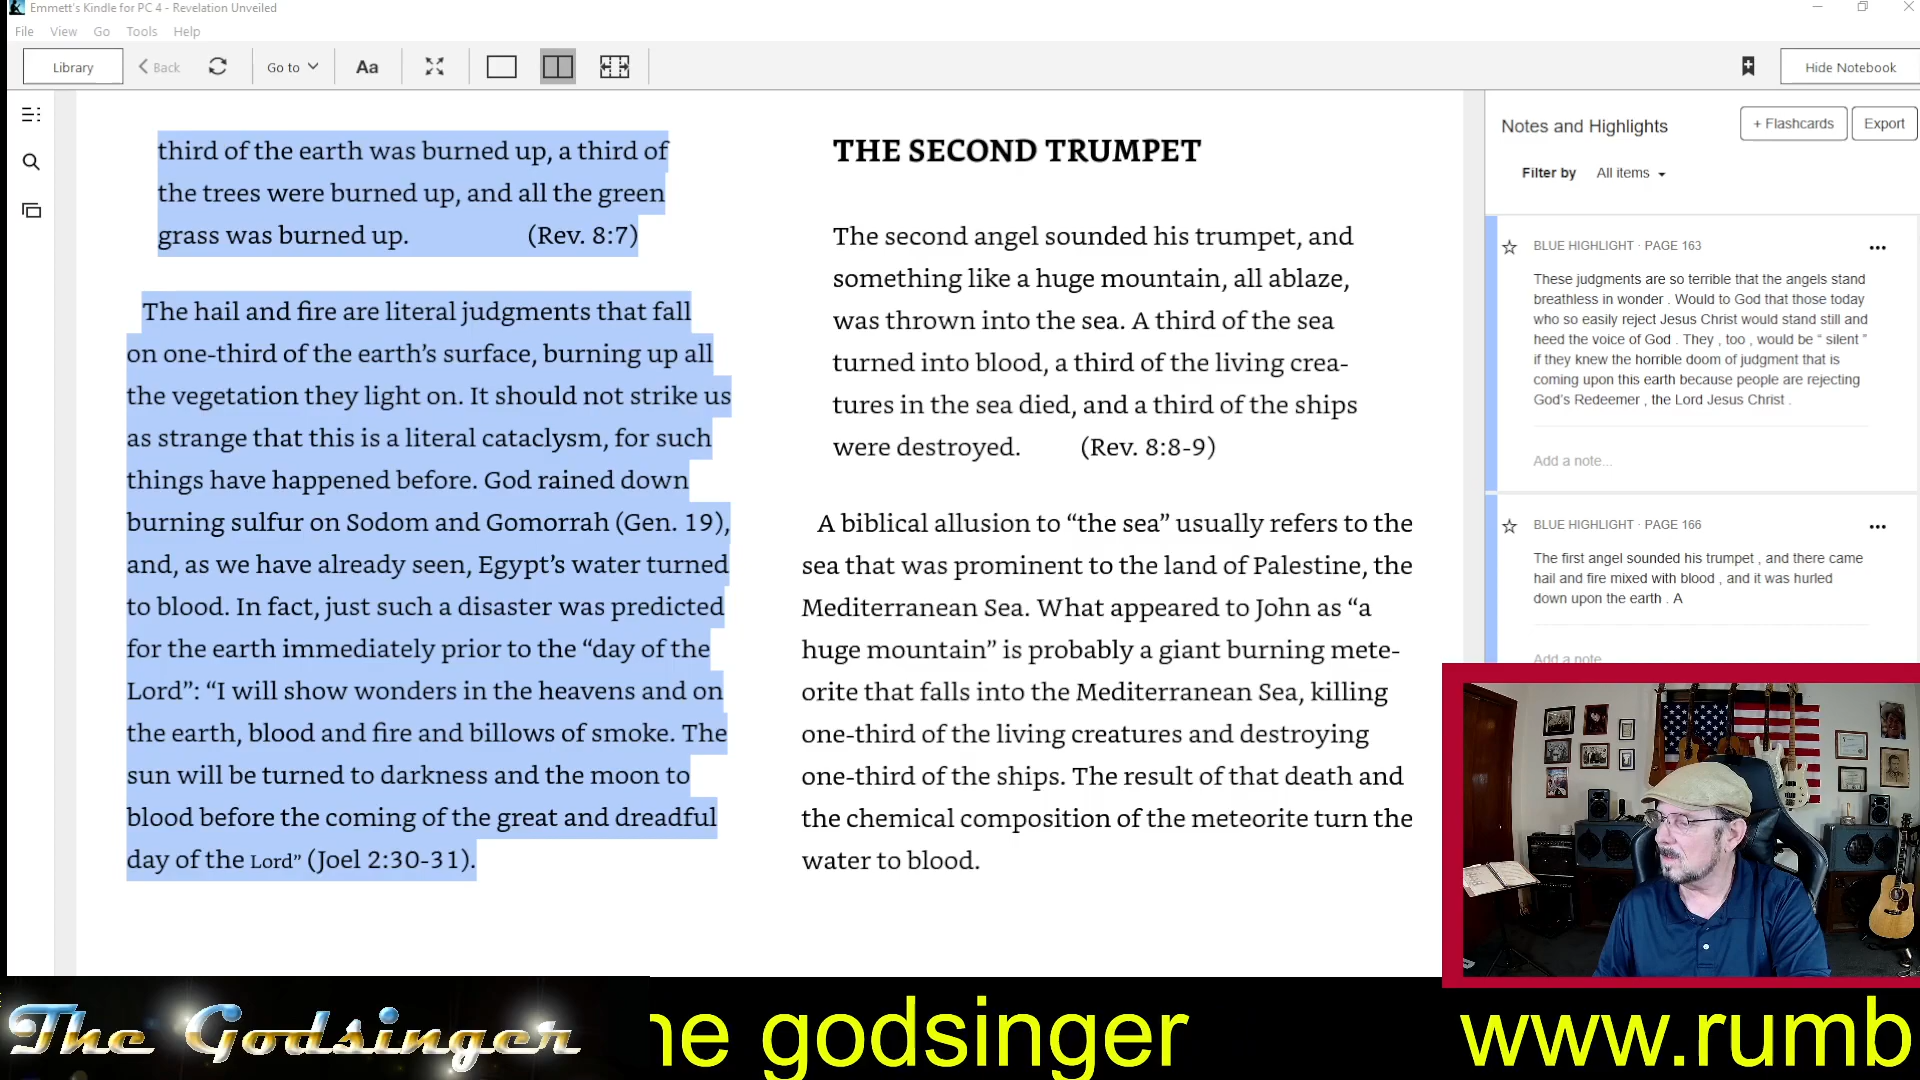 Emmett's Kindle for PC 4 - Revelation Unveiled
File View Go Tools Help
Library Back Go to Aa Hide Notebook
third of the earth was burned up, a third of
the trees were burned up, and all the green
grass was burned up. (Rev. 8:7)
The hail and fire are literal judgments that fall
on one-third of the earth’s surface, burning up all
the vegetation they light on. It should not strike us
as strange that this is a literal cataclysm, for such
things have happened before. God rained down
burning sulfur on Sodom and Gomorrah (Gen. 19),
and, as we have already seen, Egypt’s water turned
to blood. In fact, just such a disaster was predicted
for the earth immediately prior to the “day of the
Lord”: “I will show wonders in the heavens and on
the earth, blood and fire and billows of smoke. The
sun will be turned to darkness and the moon to
blood before the coming of the great and dreadful
day of the Lord” (Joel 2:30-31).
THE SECOND TRUMPET
The second angel sounded his trumpet, and
something like a huge mountain, all ablaze,
was thrown into the sea. A third of the sea
turned into blood, a third of the living crea-
tures in the sea died, and a third of the ships
were destroyed. (Rev. 8:8-9)
A biblical allusion to “the sea” usually refers to the
sea that was prominent to the land of Palestine, the
Mediterranean Sea. What appeared to John as “a
huge mountain” is probably a giant burning mete-
orite that falls into the Mediterranean Sea, killing
one-third of the living creatures and destroying
one-third of the ships. The result of that death and
the chemical composition of the meteorite turn the
water to blood.
Notes and Highlights + Flashcards Export
Filter by All items
BLUE HIGHLIGHT · PAGE 163
These judgments are so terrible that the angels stand
breathless in wonder . Would to God that those today
who so easily reject Jesus Christ would stand still and
heed the voice of God . They , too , would be “ silent ”
if they knew the horrible doom of judgment that is
coming upon this earth because people are rejecting
God’s Redeemer , the Lord Jesus Christ .
Add a note...
BLUE HIGHLIGHT · PAGE 166
The first angel sounded his trumpet , and there came
hail and fire mixed with blood , and it was hurled
down upon the earth . A
Add a note
The Godsinger
he godsinger www.rumb